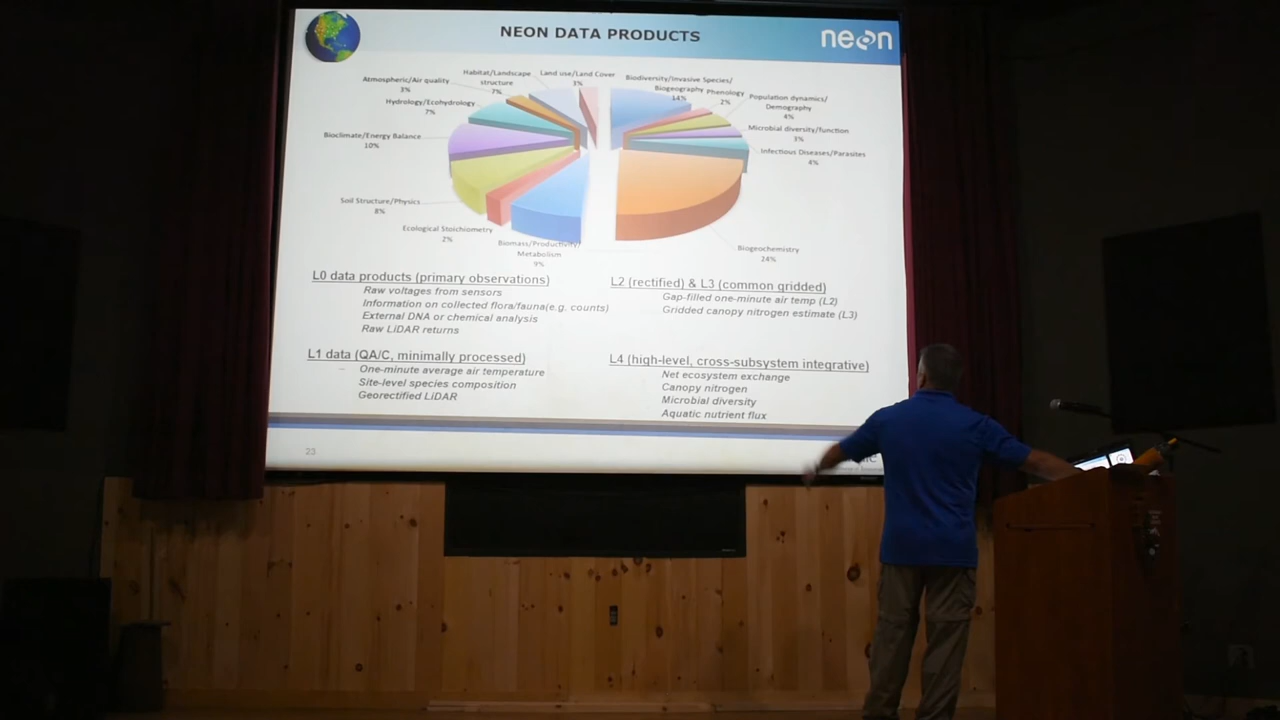 NEON DATA PRODUCTS
neon
Habitat/Landscape
structure
7%
Land use/Land Cover
3%
Biodiversity/Invasive Species/
Biogeography
14%
Phenology
2%
Atmospheric/Air quality
3%
Population dynamics/
Demography
4%
Hydrology/Ecohydrology
7%
Microbial diversity/function
3%
Bioclimate/Energy Balance
10%
Infectious Diseases/Parasites
4%
Soil Structure/Physics
8%
Ecological Stoichiometry
2%
Biomass/Productivity/
Metabolism
9%
Biogeochemistry
24%
L0 data products (primary observations)
Raw voltages from sensors
Information on collected flora/fauna(e.g. counts)
External DNA or chemical analysis
Raw LiDAR returns
L2 (rectified) & L3 (common gridded)
Gap-filled one-minute air temp (L2)
Gridded canopy nitrogen estimate (L3)
L1 data (QA/C, minimally processed)
– One-minute average air temperature
Site-level species composition
Georectified LiDAR
L4 (high-level, cross-subsystem integrative)
Net ecosystem exchange
Canopy nitrogen
Microbial diversity
Aquatic nutrient flux
23